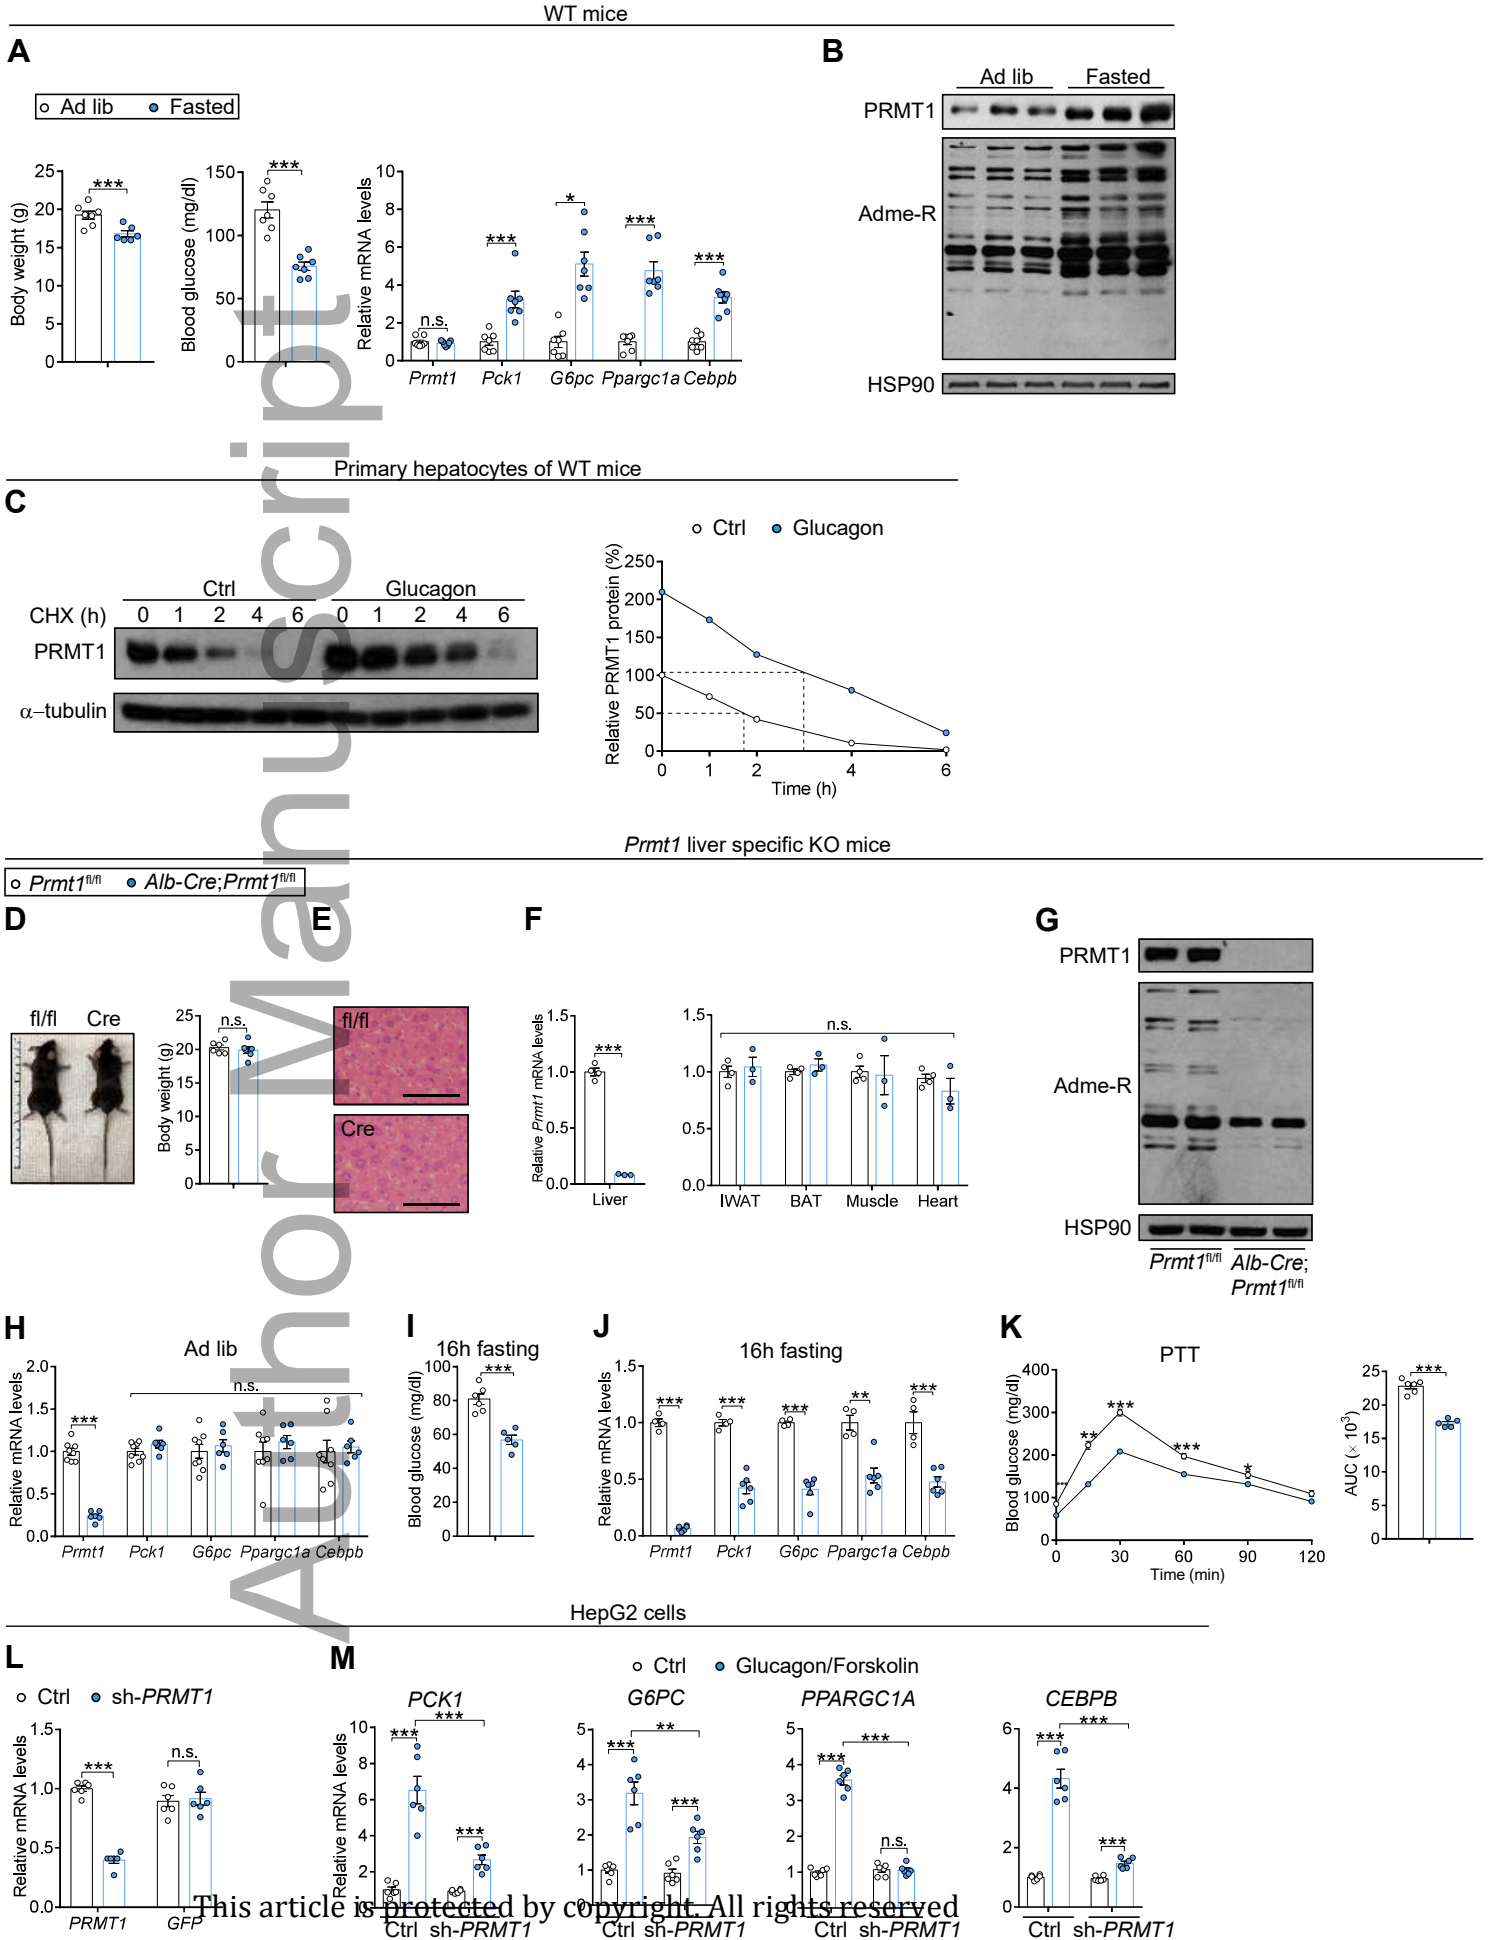 WT mice
A
Ad lib
Fasted
Body weight (g)
25
20
15
10
5
0
***
Blood glucose (mg/dl)
150
100
50
0
***
Relative mRNA levels
10
8
6
4
2
0
n.s.
***
*
***
***
Prmt1 Pck1 G6pc Ppargc1a Cebpb
B
Ad lib Fasted
PRMT1
Adme-R
HSP90
Primary hepatocytes of WT mice
C
Ctrl Glucagon
CHX (h) 0 1 2 4 6 0 1 2 4 6
PRMT1
α−tubulin
Ctrl Glucagon
Relative PRMT1 protein (%)
250
200
150
100
50
0
0 1 2 4 6
Time (h)
Prmt1 liver specific KO mice
Prmt1fl/fl Alb-Cre;Prmt1fl/fl
D
fl/fl Cre
Body weight (g)
25
20
15
10
5
0
n.s.
E
fl/fl
Cre
F
Relative Prmt1 mRNA levels
1.5
1.0
0.5
0.0
***
Liver
1.5
1.0
0.5
0.0
n.s.
IWAT BAT Muscle Heart
G
PRMT1
Adme-R
HSP90
Prmt1fl/fl Alb-Cre;
Prmt1fl/fl
H
Ad lib
Relative mRNA levels
2.0
1.5
1.0
0.5
0.0
***
n.s.
Prmt1 Pck1 G6pc Ppargc1a Cebpb
I
16h fasting
Blood glucose (mg/dl)
100
80
60
40
20
0
***
J
16h fasting
Relative mRNA levels
1.5
1.0
0.5
0.0
*** *** *** ** ***
Prmt1 Pck1 G6pc Ppargc1a Cebpb
K
PTT
Blood glucose (mg/dl)
400
300
200
100
0
***
**
***
***
*
0 30 60 90 120
Time (min)
AUC (× 10³)
25
20
15
10
5
0
***
HepG2 cells
L
Ctrl sh-PRMT1
Relative mRNA levels
1.5
1.0
0.5
0.0
***
n.s.
PRMT1 GFP
M
Ctrl Glucagon/Forskolin
PCK1
Relative mRNA levels
10
8
6
4
2
0
***
***
***
Ctrl sh-PRMT1
G6PC
5
4
3
2
1
0
***
**
***
Ctrl sh-PRMT1
PPARGC1A
5
4
3
2
1
0
***
***
n.s.
Ctrl sh-PRMT1
CEBPB
6
4
2
0
***
***
***
Ctrl sh-PRMT1
Author Manuscript
This article is protected by copyright. All rights reserved